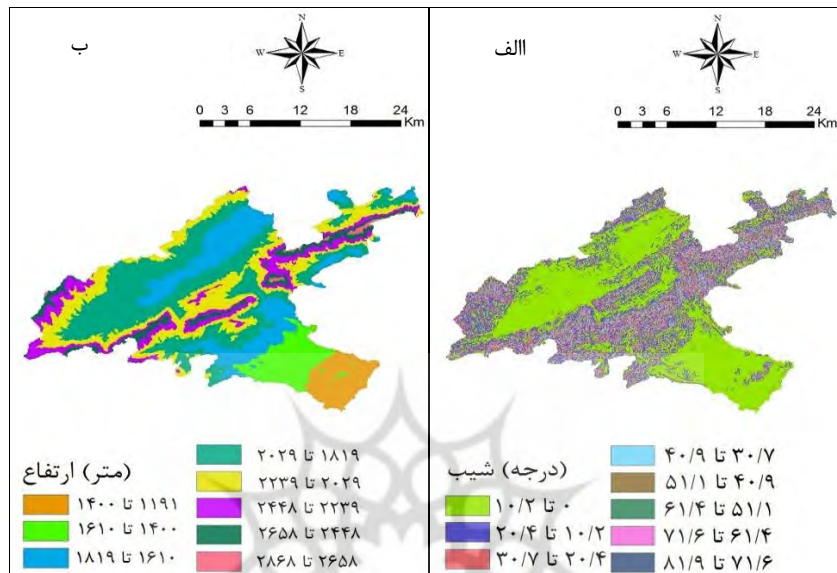 االف
N
W E
S
0 3 6 12 18 24
Km
شیب (درجه)
۰ تا ۱۰/۲
۱۰/۲ تا ۲۰/۴
۲۰/۴ تا ۳۰/۷
۳۰/۷ تا ۴۰/۹
۴۰/۹ تا ۵۱/۱
۵۱/۱ تا ۶۱/۴
۶۱/۴ تا ۷۱/۶
۷۱/۶ تا ۸۱/۹
ب
N
W E
S
0 3 6 12 18 24
Km
ارتفاع (متر)
۱۱۹۱ تا ۱۴۰۰
۱۴۰۰ تا ۱۶۱۰
۱۶۱۰ تا ۱۸۱۹
۱۸۱۹ تا ۲۰۲۹
۲۰۲۹ تا ۲۲۳۹
۲۲۳۹ تا ۲۴۴۸
۲۴۴۸ تا ۲۶۵۸
۲۶۵۸ تا ۲۸۶۸